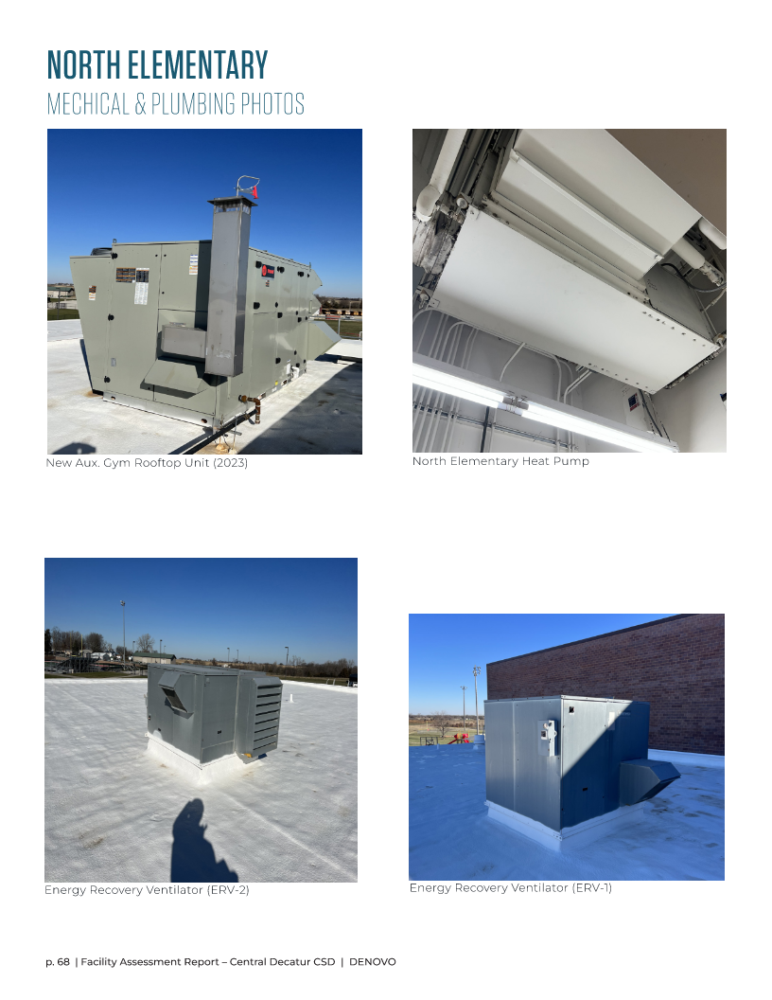 NORTH ELEMENTARY
MECHICAL & PLUMBING PHOTOS
New Aux. Gym Rooftop Unit (2023)
North Elementary Heat Pump
Energy Recovery Ventilator (ERV-2)
Energy Recovery Ventilator (ERV-1)
p. 68 | Facility Assessment Report – Central Decatur CSD | DENOVO